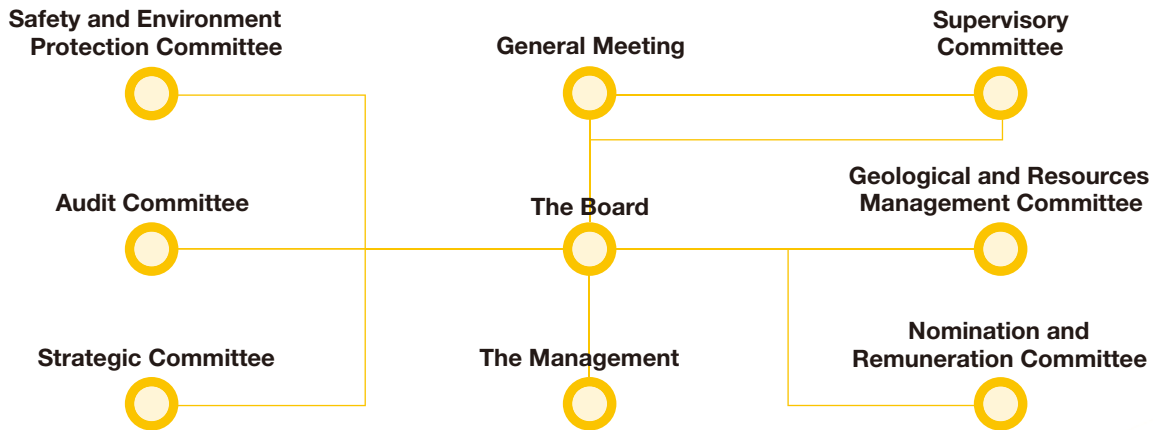 Safety and Environment
Protection Committee
General Meeting
Supervisory
Committee
Audit Committee
The Board
Geological and Resources
Management Committee
Strategic Committee
The Management
Nomination and
Remuneration Committee